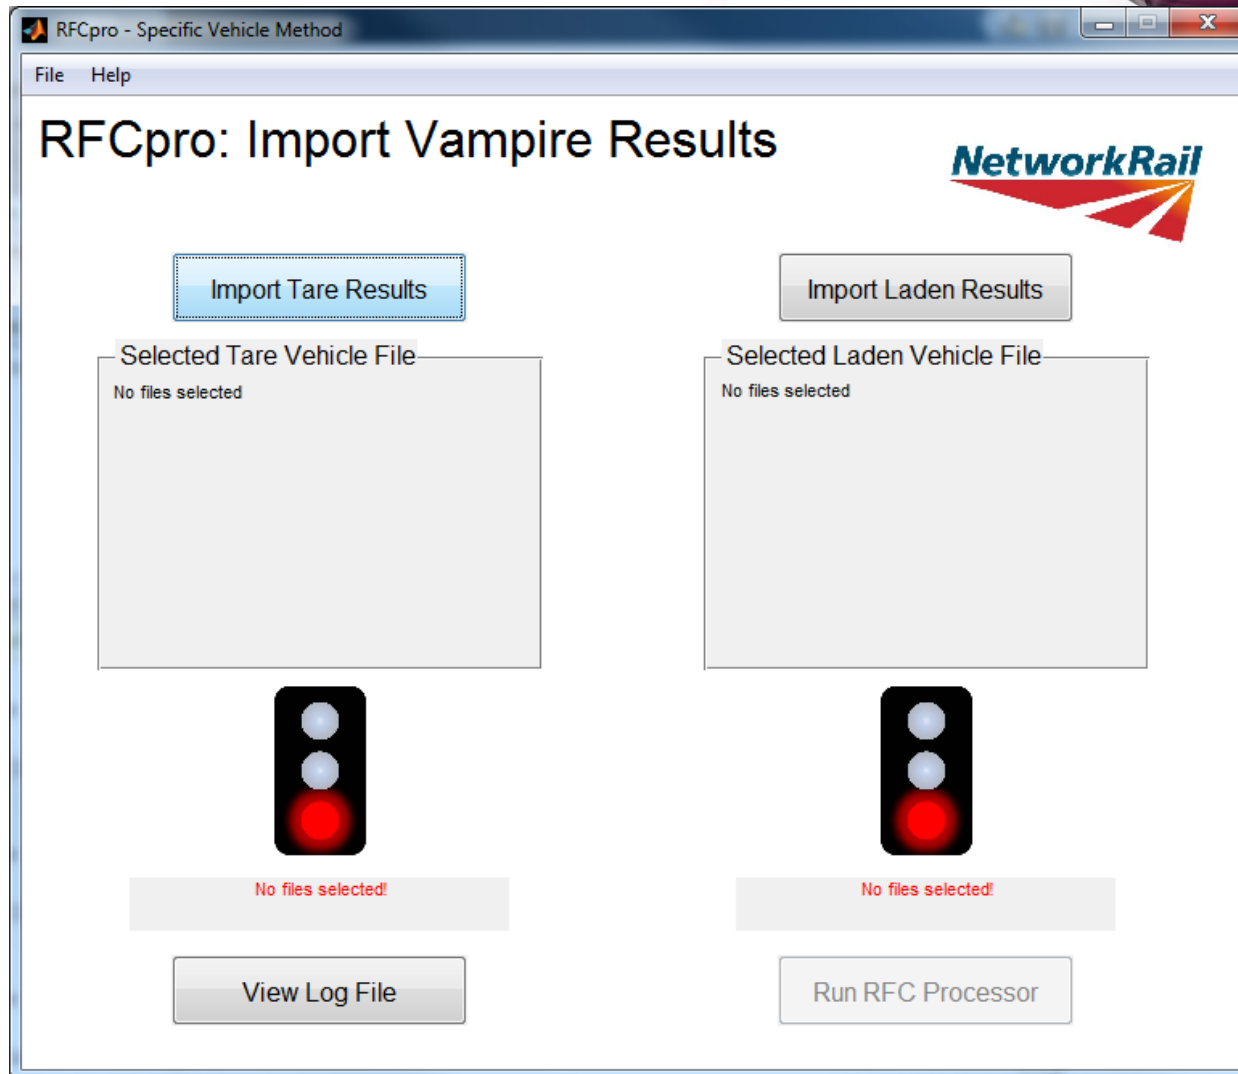 RFCpro - Specific Vehicle Method
File Help
RFCpro: Import Vampire Results
NetworkRail
Import Tare Results
Import Laden Results
Selected Tare Vehicle File
Selected Laden Vehicle File
No files selected
No files selected
No files selected!
No files selected!
View Log File
Run RFC Processor